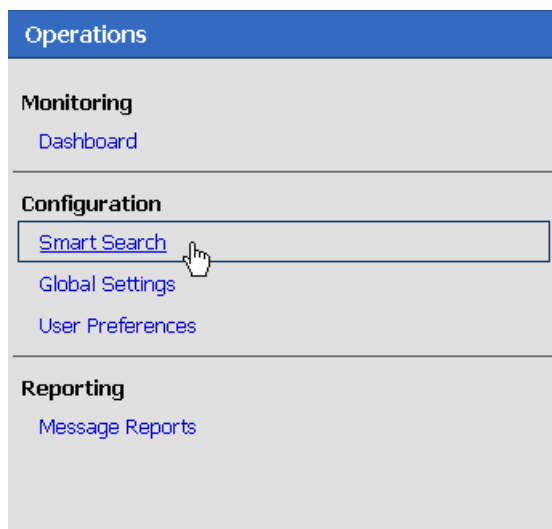 Operations
Monitoring
Dashboard
Configuration
Smart Search
Global Settings
User Preferences
Reporting
Message Reports